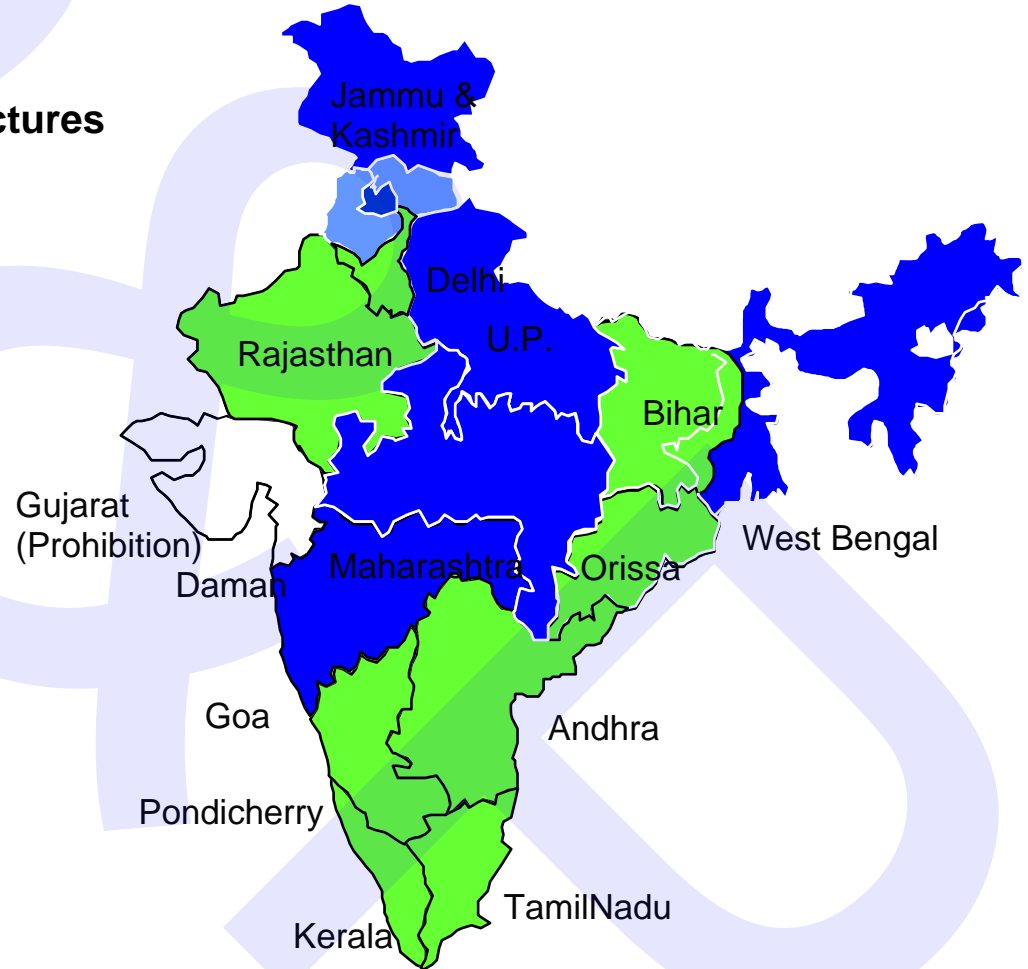 ctures
Jammu &
Kashmir
Delhi
U.P.
Rajasthan
Bihar
Gujarat
(Prohibition)
West Bengal
Maharashtra
Orissa
Daman
Goa
Andhra
Pondicherry
TamilNadu
Kerala